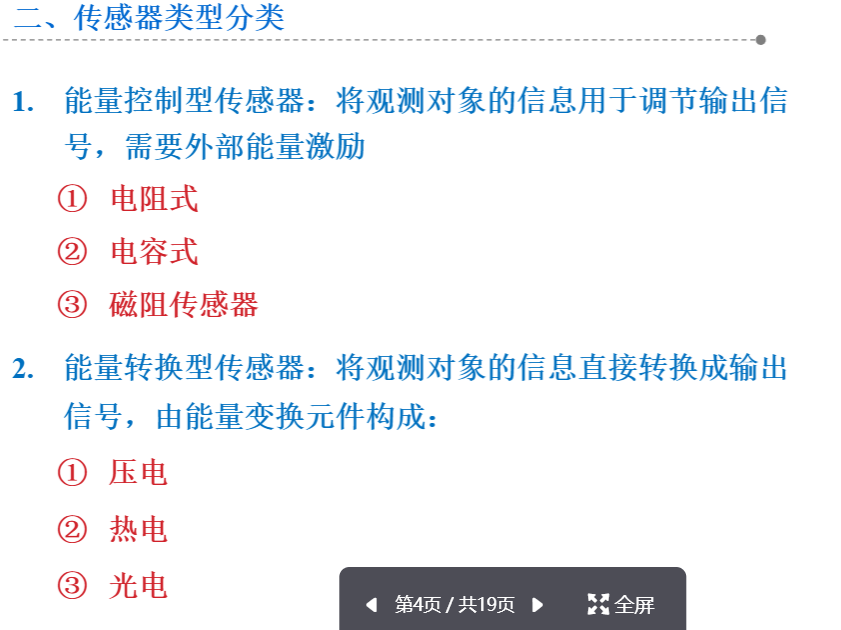 二、传感器类型分类
1. 能量控制型传感器：将观测对象的信息用于调节输出信
号，需要外部能量激励
① 电阻式
② 电容式
③ 磁阻传感器
2. 能量转换型传感器：将观测对象的信息直接转换成输出
信号，由能量变换元件构成：
① 压电
② 热电
③ 光电
第4页 / 共19页 全屏